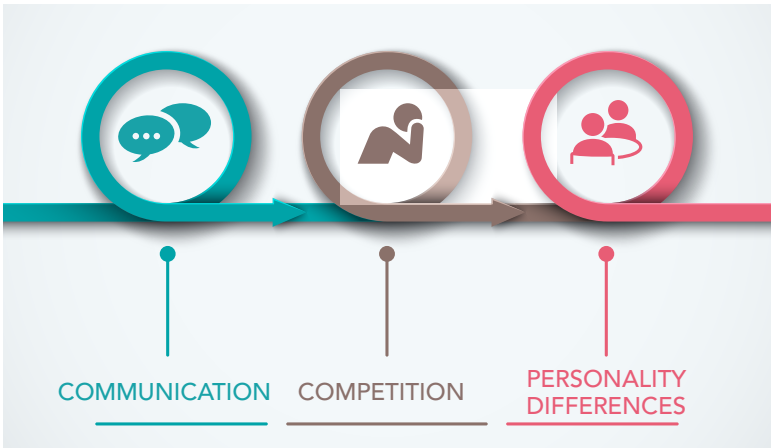 COMMUNICATION
COMPETITION
PERSONALITY
DIFFERENCES